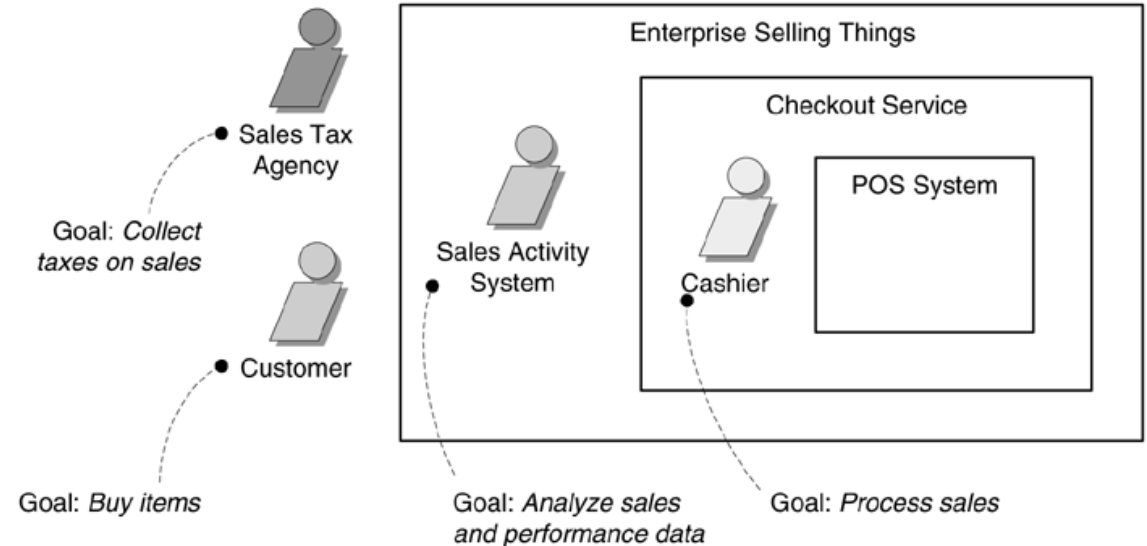 Enterprise Selling Things
Checkout Service
POS System
Sales Tax
Agency
Goal: Collect
taxes on sales
Sales Activity
System
Cashier
Customer
Goal: Buy items
Goal: Analyze sales
and performance data
Goal: Process sales